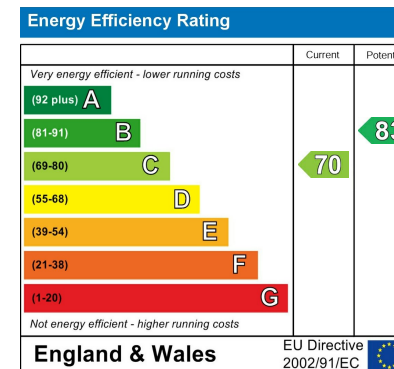 Energy Efficiency Rating
Current Potent
Very energy efficient - lower running costs
(92 plus) A
(81-91) B 83
(69-80) C 70
(55-68) D
(39-54) E
(21-38) F
(1-20) G
Not energy efficient - higher running costs
England & Wales
EU Directive
2002/91/EC